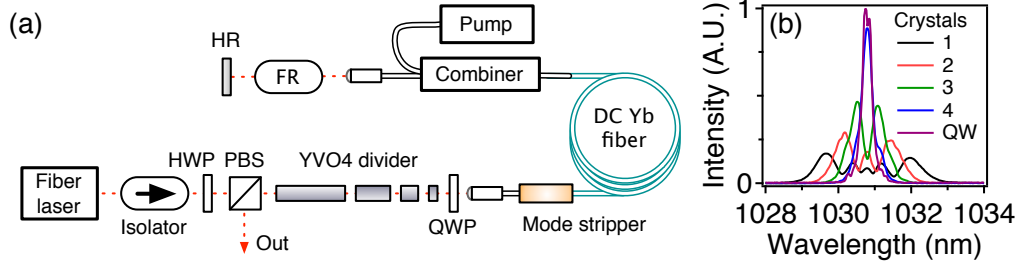 (a)
HR
FR
Pump
Combiner
DC Yb
fiber
Fiber
laser
Isolator
HWP
PBS
Out
YVO4 divider
QWP
Mode stripper
(b)
Intensity (A.U.)
1
0
Crystals
1
2
3
4
QW
1028 1030 1032 1034
Wavelength (nm)